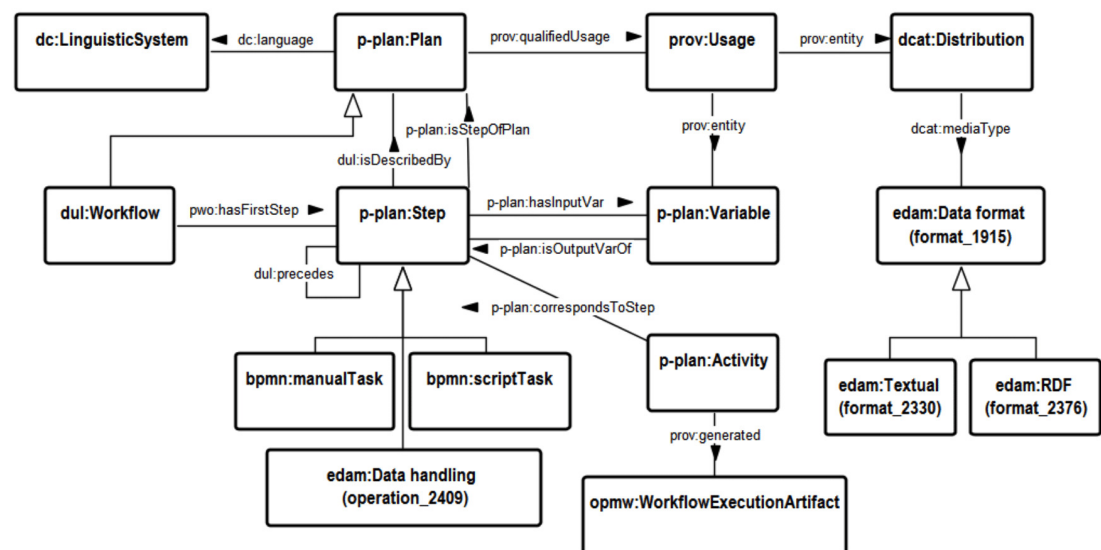 dc:LinguisticSystem
dc:language
p-plan:Plan
prov:qualifiedUsage
prov:Usage
prov:entity
dcat:Distribution
p-plan:isStepOfPlan
dul:isDescribedBy
prov:entity
dcat:mediaType
dul:Workflow
pwo:hasFirstStep
p-plan:Step
p-plan:hasInputVar
p-plan:isOutputVarOf
p-plan:Variable
edam:Data format
(format_1915)
dul:precedes
p-plan:correspondsToStep
bpmn:manualTask
bpmn:scriptTask
p-plan:Activity
edam:Textual
(format_2330)
edam:RDF
(format_2376)
prov:generated
edam:Data handling
(operation_2409)
opmw:WorkflowExecutionArtifact